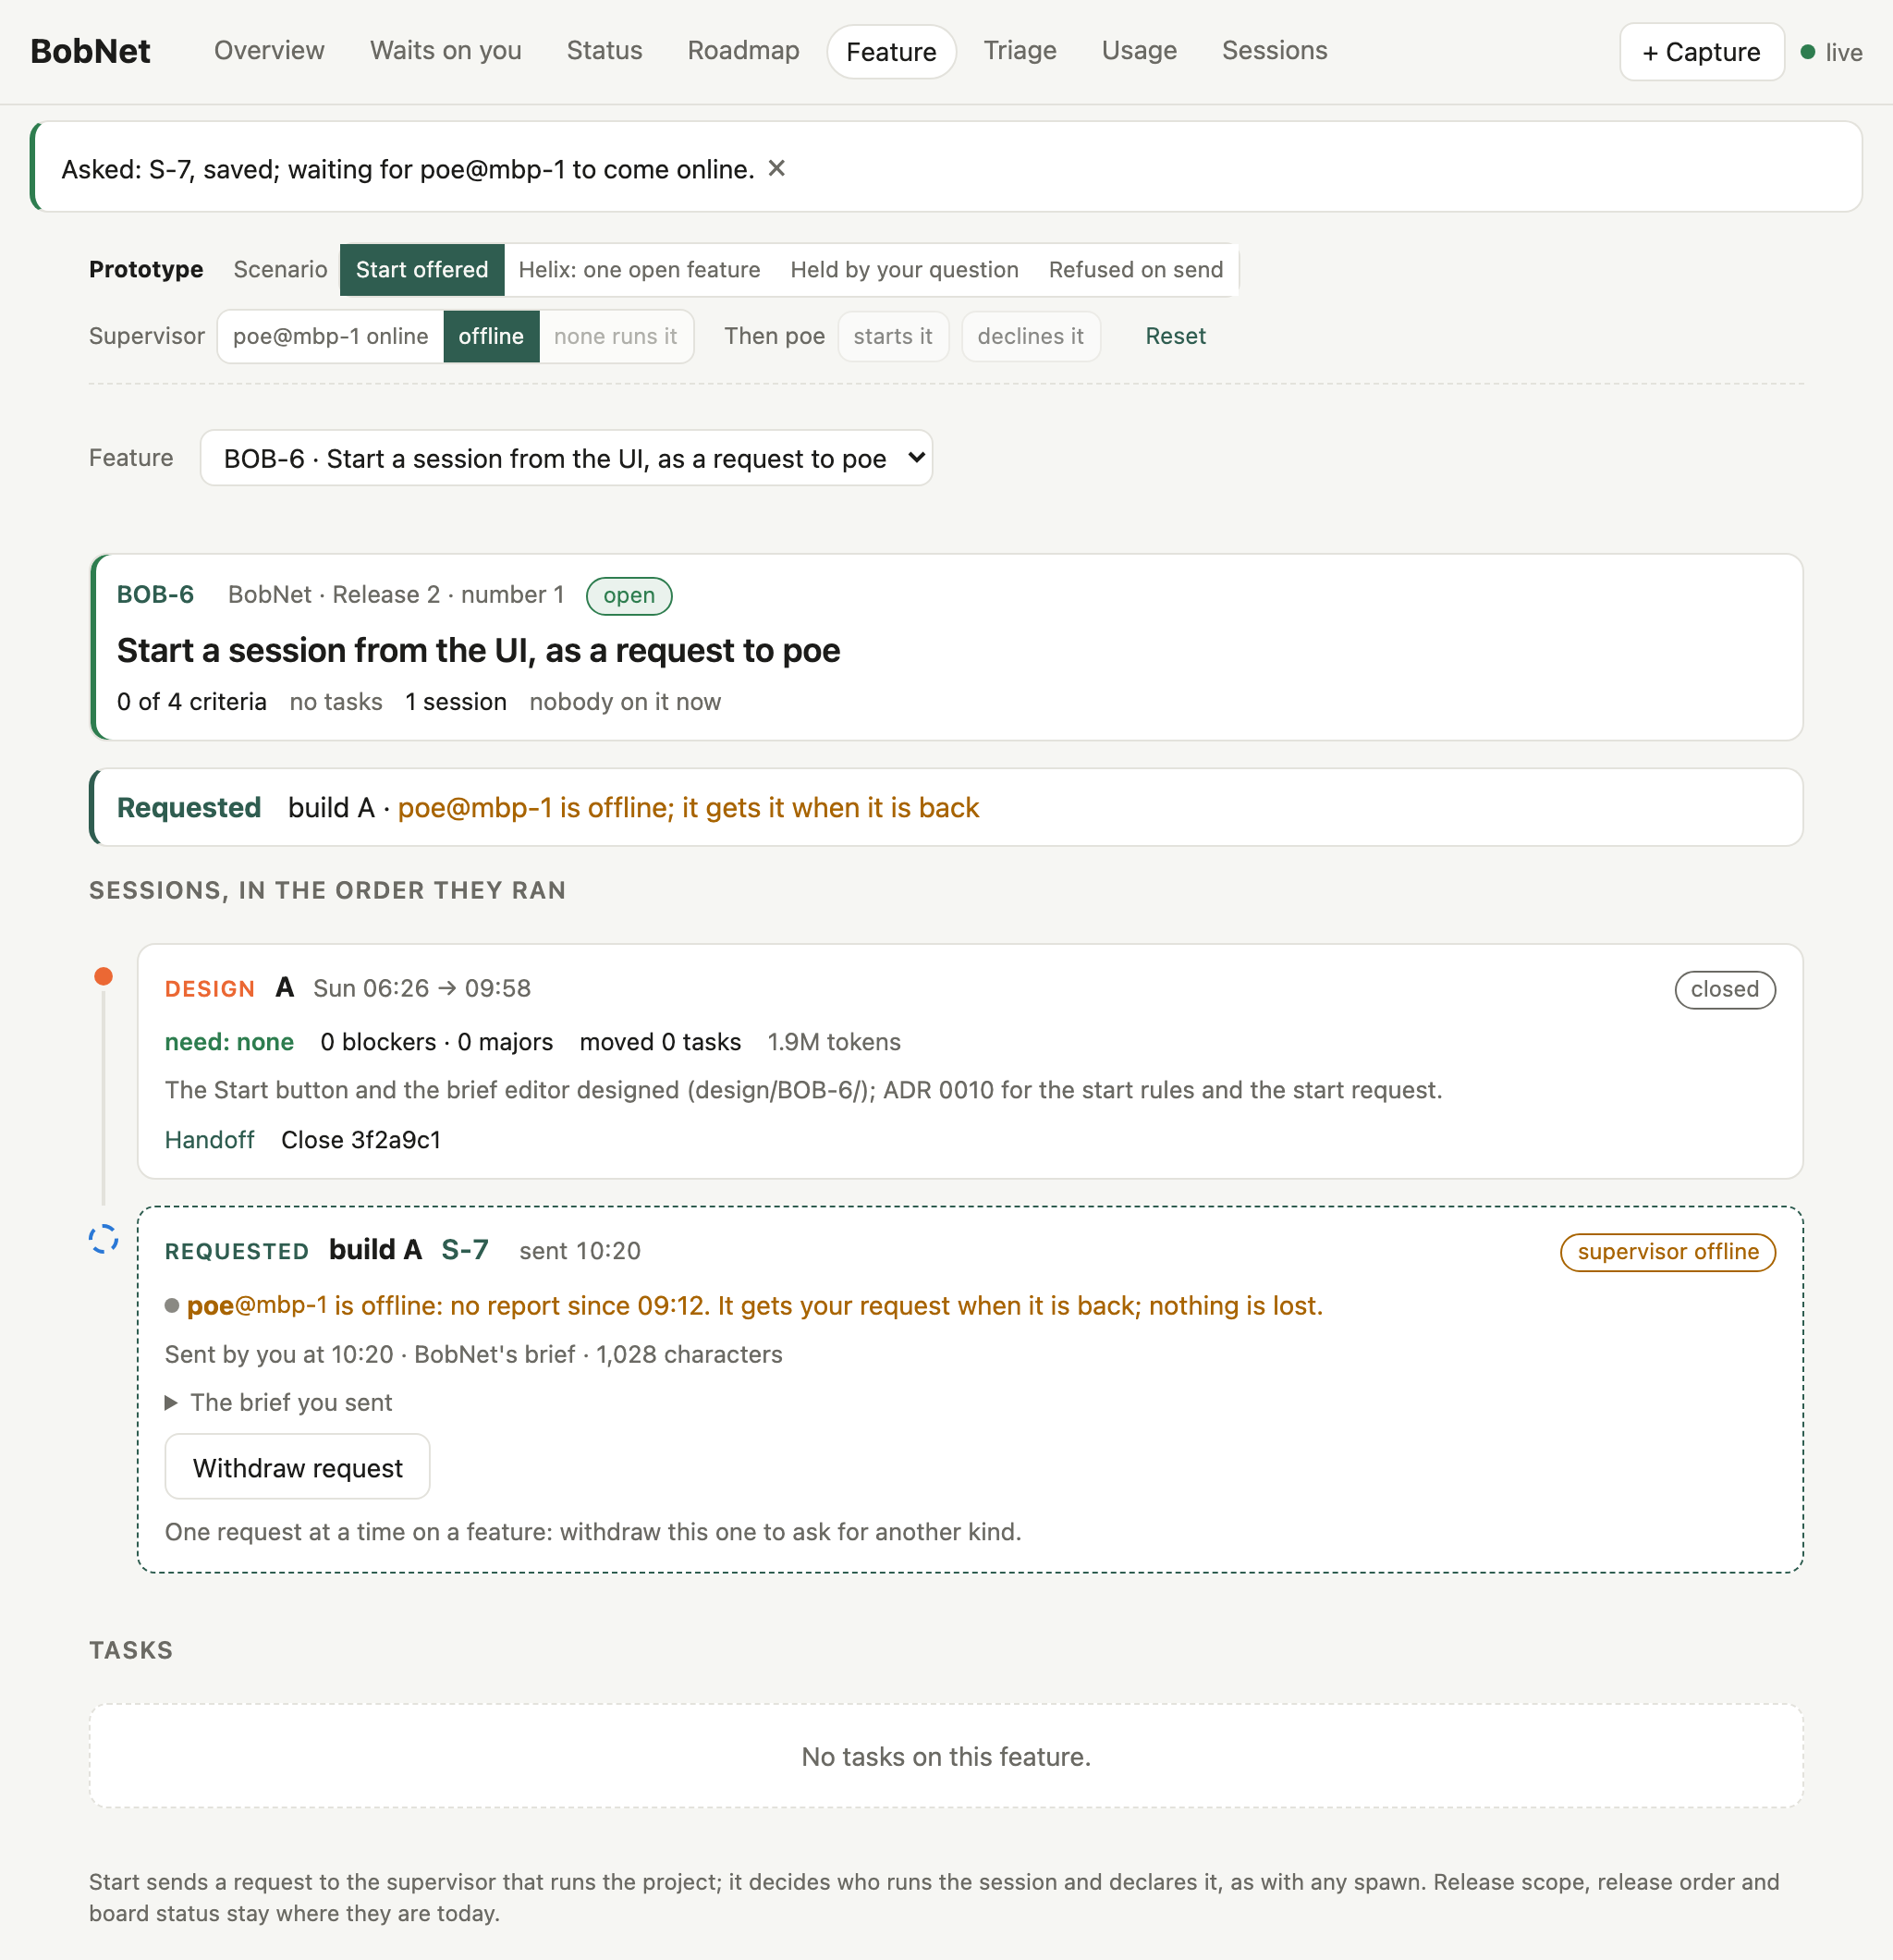 BobNet Overview Waits on you Status Roadmap Feature Triage Usage Sessions + Capture live
Asked: S-7, saved; waiting for poe@mbp-1 to come online. ✕
Prototype Scenario Start offered Helix: one open feature Held by your question Refused on send
Supervisor poe@mbp-1 online offline none runs it Then poe starts it declines it Reset
Feature BOB-6 · Start a session from the UI, as a request to poe
BOB-6 BobNet · Release 2 · number 1 open
Start a session from the UI, as a request to poe
0 of 4 criteria no tasks 1 session nobody on it now
Requested build A · poe@mbp-1 is offline; it gets it when it is back
SESSIONS, IN THE ORDER THEY RAN
DESIGN A Sun 06:26 → 09:58 closed
need: none 0 blockers · 0 majors moved 0 tasks 1.9M tokens
The Start button and the brief editor designed (design/BOB-6/); ADR 0010 for the start rules and the start request.
Handoff Close 3f2a9c1
REQUESTED build A S-7 sent 10:20 supervisor offline
poe@mbp-1 is offline: no report since 09:12. It gets your request when it is back; nothing is lost.
Sent by you at 10:20 · BobNet's brief · 1,028 characters
▶ The brief you sent
Withdraw request
One request at a time on a feature: withdraw this one to ask for another kind.
TASKS
No tasks on this feature.
Start sends a request to the supervisor that runs the project; it decides who runs the session and declares it, as with any spawn. Release scope, release order and
board status stay where they are today.